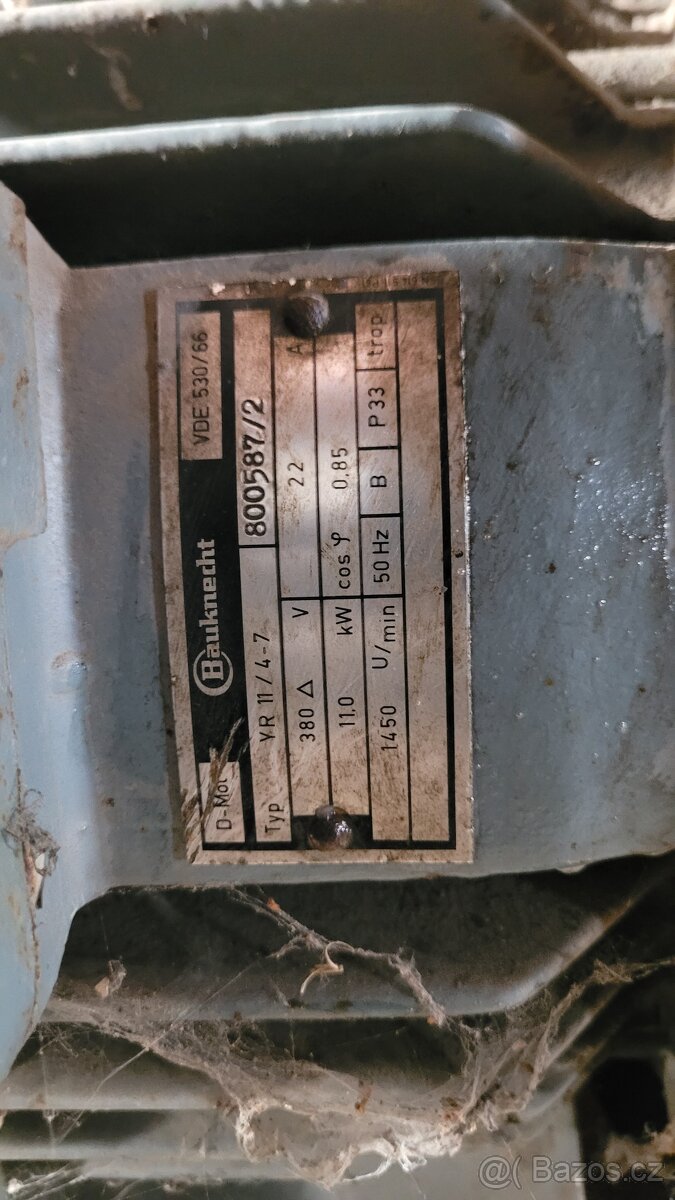 D-Mot Bauknecht VDE 530/66
Typ VR 11/4-7 800587/2
380 △ V 22 A
11,0 kW cos φ 0,85
1450 U/min 50 Hz B P33 trop
@( Bazos.cz